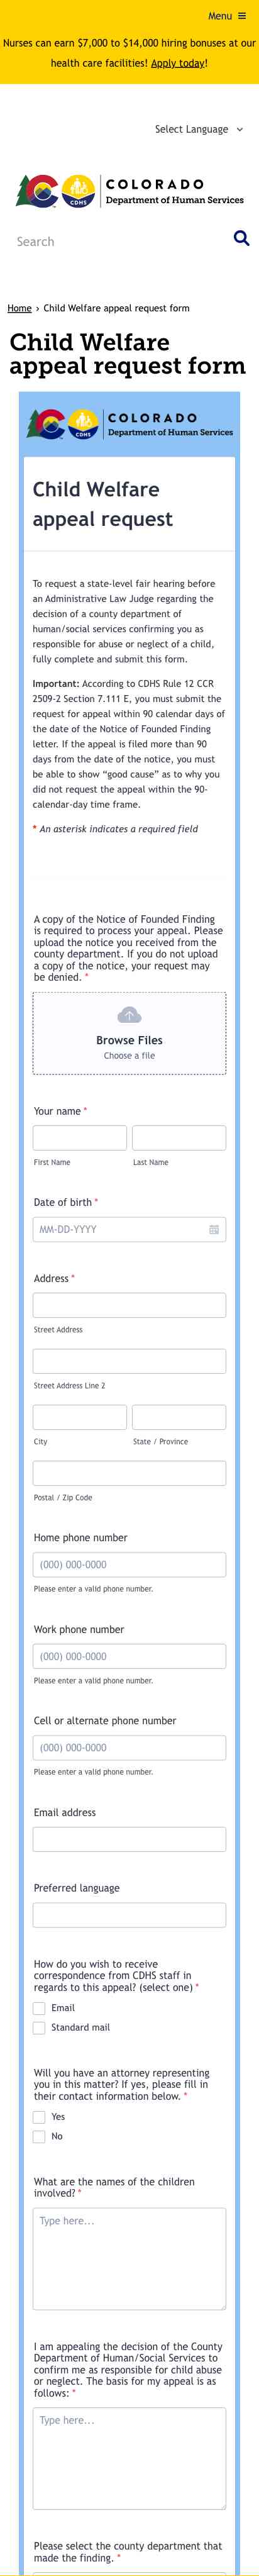 Menu ≡
Nurses can earn $7,000 to $14,000 hiring bonuses at our
health care facilities! Apply today!
Select Language
COLORADO
Department of Human Services
CDHS
Search
Home › Child Welfare appeal request form
Child Welfare
appeal request form
COLORADO
Department of Human Services
CDHS
Child Welfare
appeal request
To request a state-level fair hearing before
an Administrative Law Judge regarding the
decision of a county department of
human/social services confirming you as
responsible for abuse or neglect of a child,
fully complete and submit this form.
Important: According to CDHS Rule 12 CCR
2509-2 Section 7.111 E, you must submit the
request for appeal within 90 calendar days of
the date of the Notice of Founded Finding
letter. If the appeal is filed more than 90
days from the date of the notice, you must
be able to show “good cause” as to why you
did not request the appeal within the 90-
calendar-day time frame.
* An asterisk indicates a required field
A copy of the Notice of Founded Finding
is required to process your appeal. Please
upload the notice you received from the
county department. If you do not upload
a copy of the notice, your request may
be denied. *
Browse Files
Choose a file
Your name *
First Name
Last Name
Date of birth *
MM-DD-YYYY
Address *
Street Address
Street Address Line 2
City
State / Province
Postal / Zip Code
Home phone number
(000) 000-0000
Please enter a valid phone number.
Work phone number
(000) 000-0000
Please enter a valid phone number.
Cell or alternate phone number
(000) 000-0000
Please enter a valid phone number.
Email address
Preferred language
How do you wish to receive
correspondence from CDHS staff in
regards to this appeal? (select one) *
Email
Standard mail
Will you have an attorney representing
you in this matter? If yes, please fill in
their contact information below. *
Yes
No
What are the names of the children
involved? *
Type here...
I am appealing the decision of the County
Department of Human/Social Services to
confirm me as responsible for child abuse
or neglect. The basis for my appeal is as
follows: *
Type here...
Please select the county department that
made the finding. *